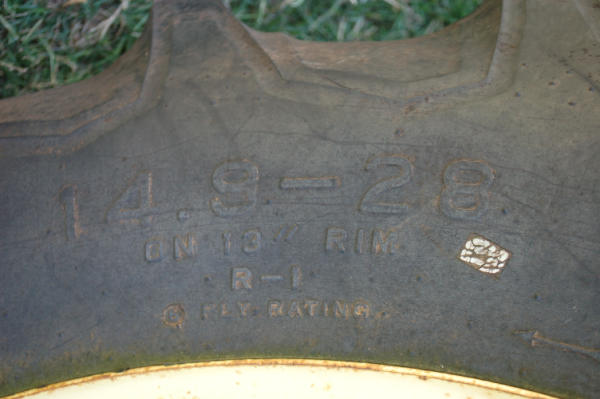 14.9-28
ON 13" RIM
R-1
6 PLY RATING